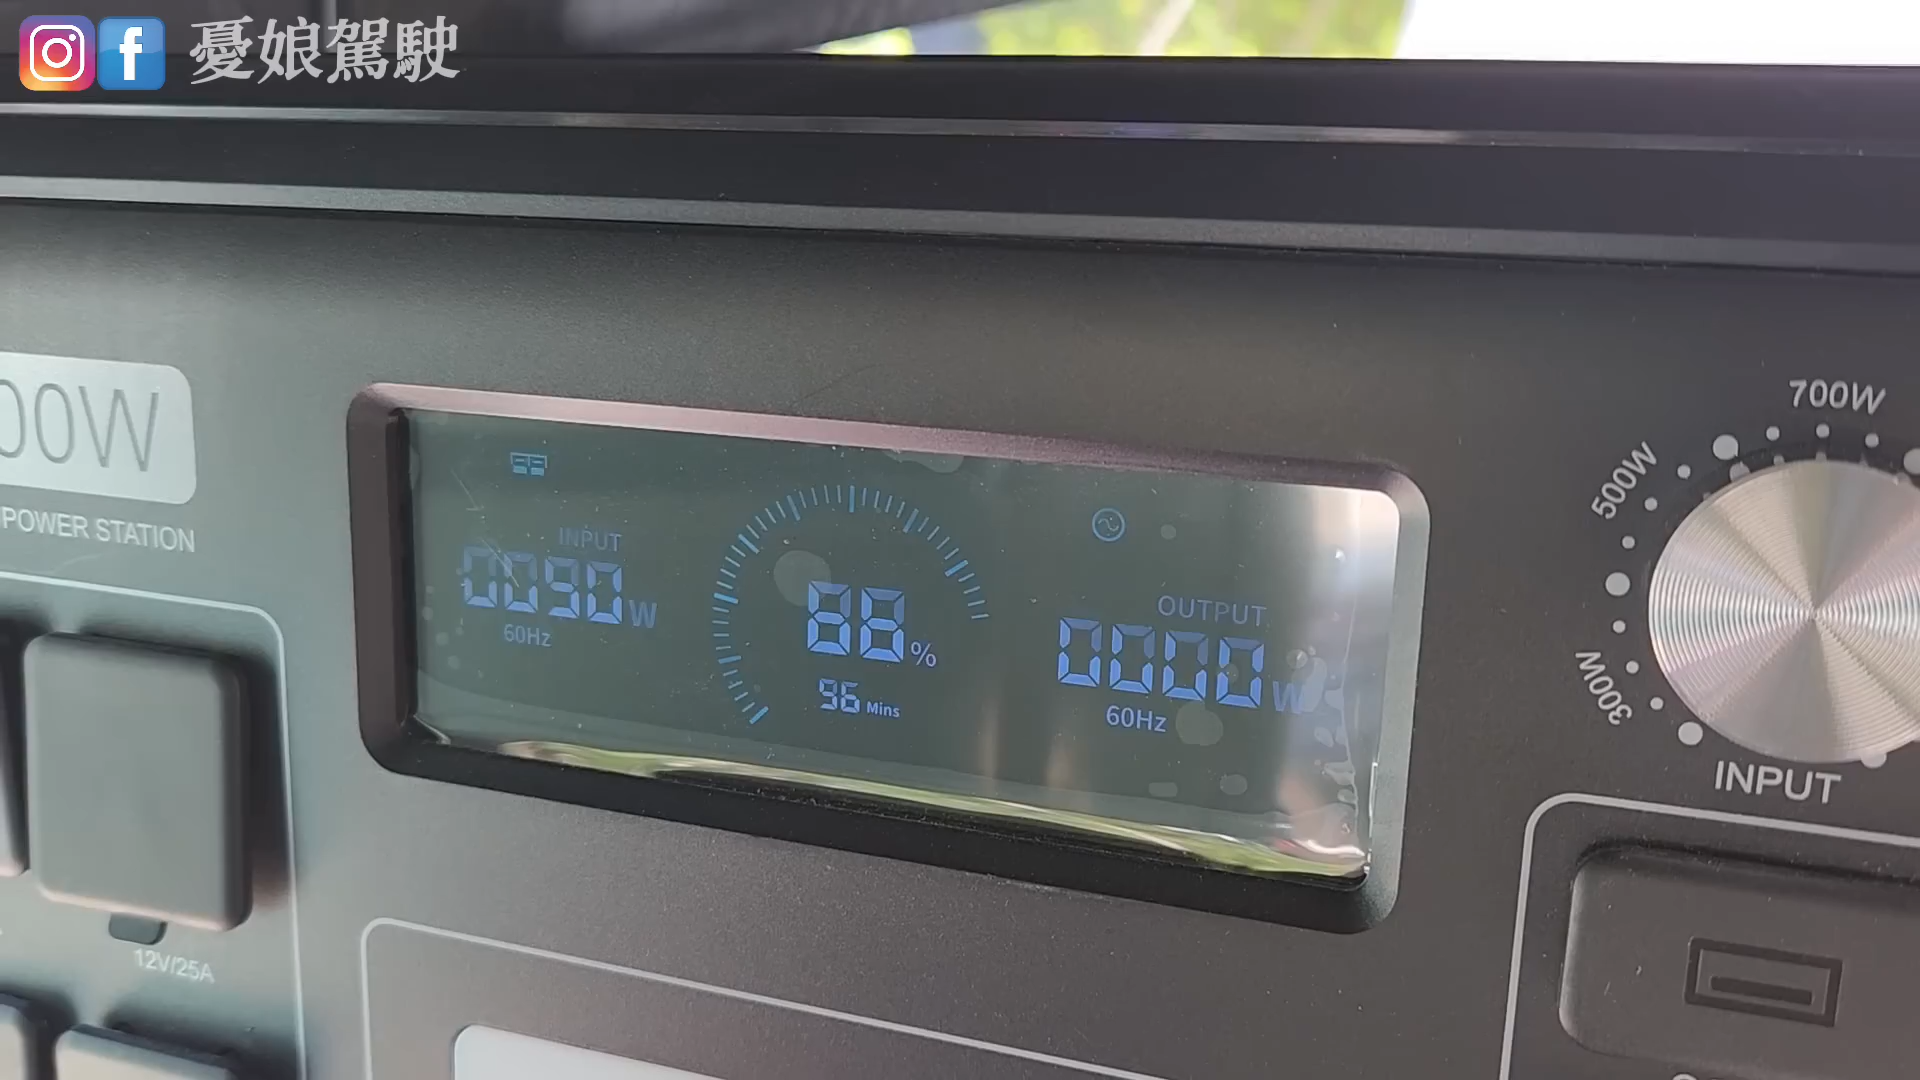 憂娘駕駛
00W
POWER STATION
INPUT
0090W
60Hz
88%
96 Mins
OUTPUT
0000W
60Hz
700W
500W
300W
INPUT
12V/25A